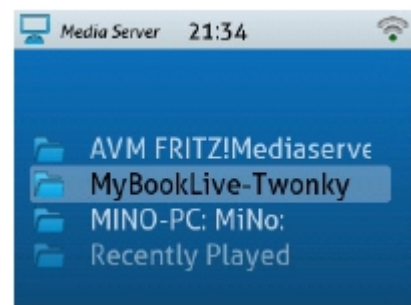 Media Server 21:34
AVM FRITZ!Mediaserve
MyBookLive-Twonky
MINO-PC: MiNo:
Recently Played